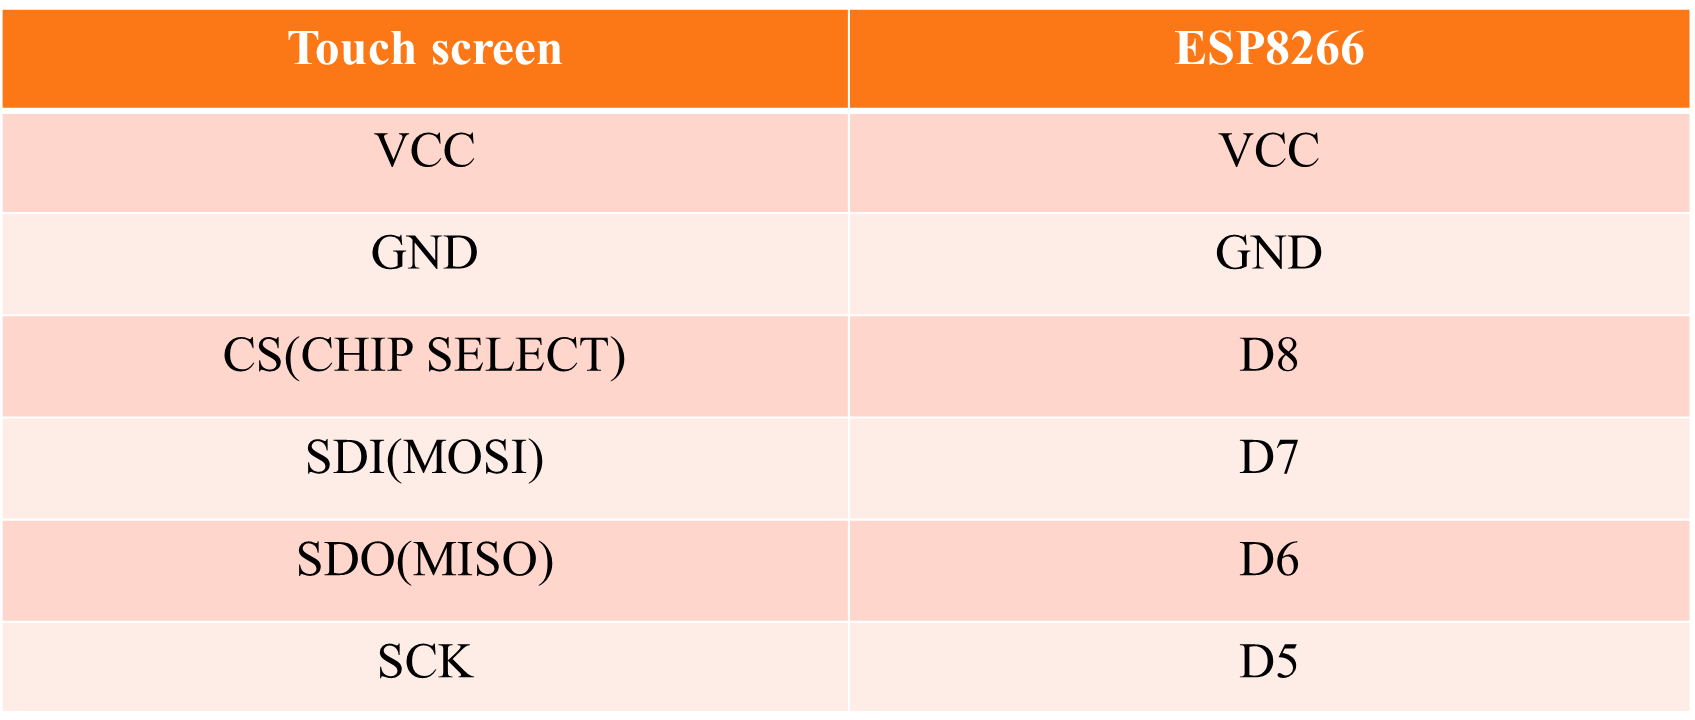 Touch screen ESP8266
VCC VCC
GND GND
CS(CHIP SELECT) D8
SDI(MOSI) D7
SDO(MISO) D6
SCK D5